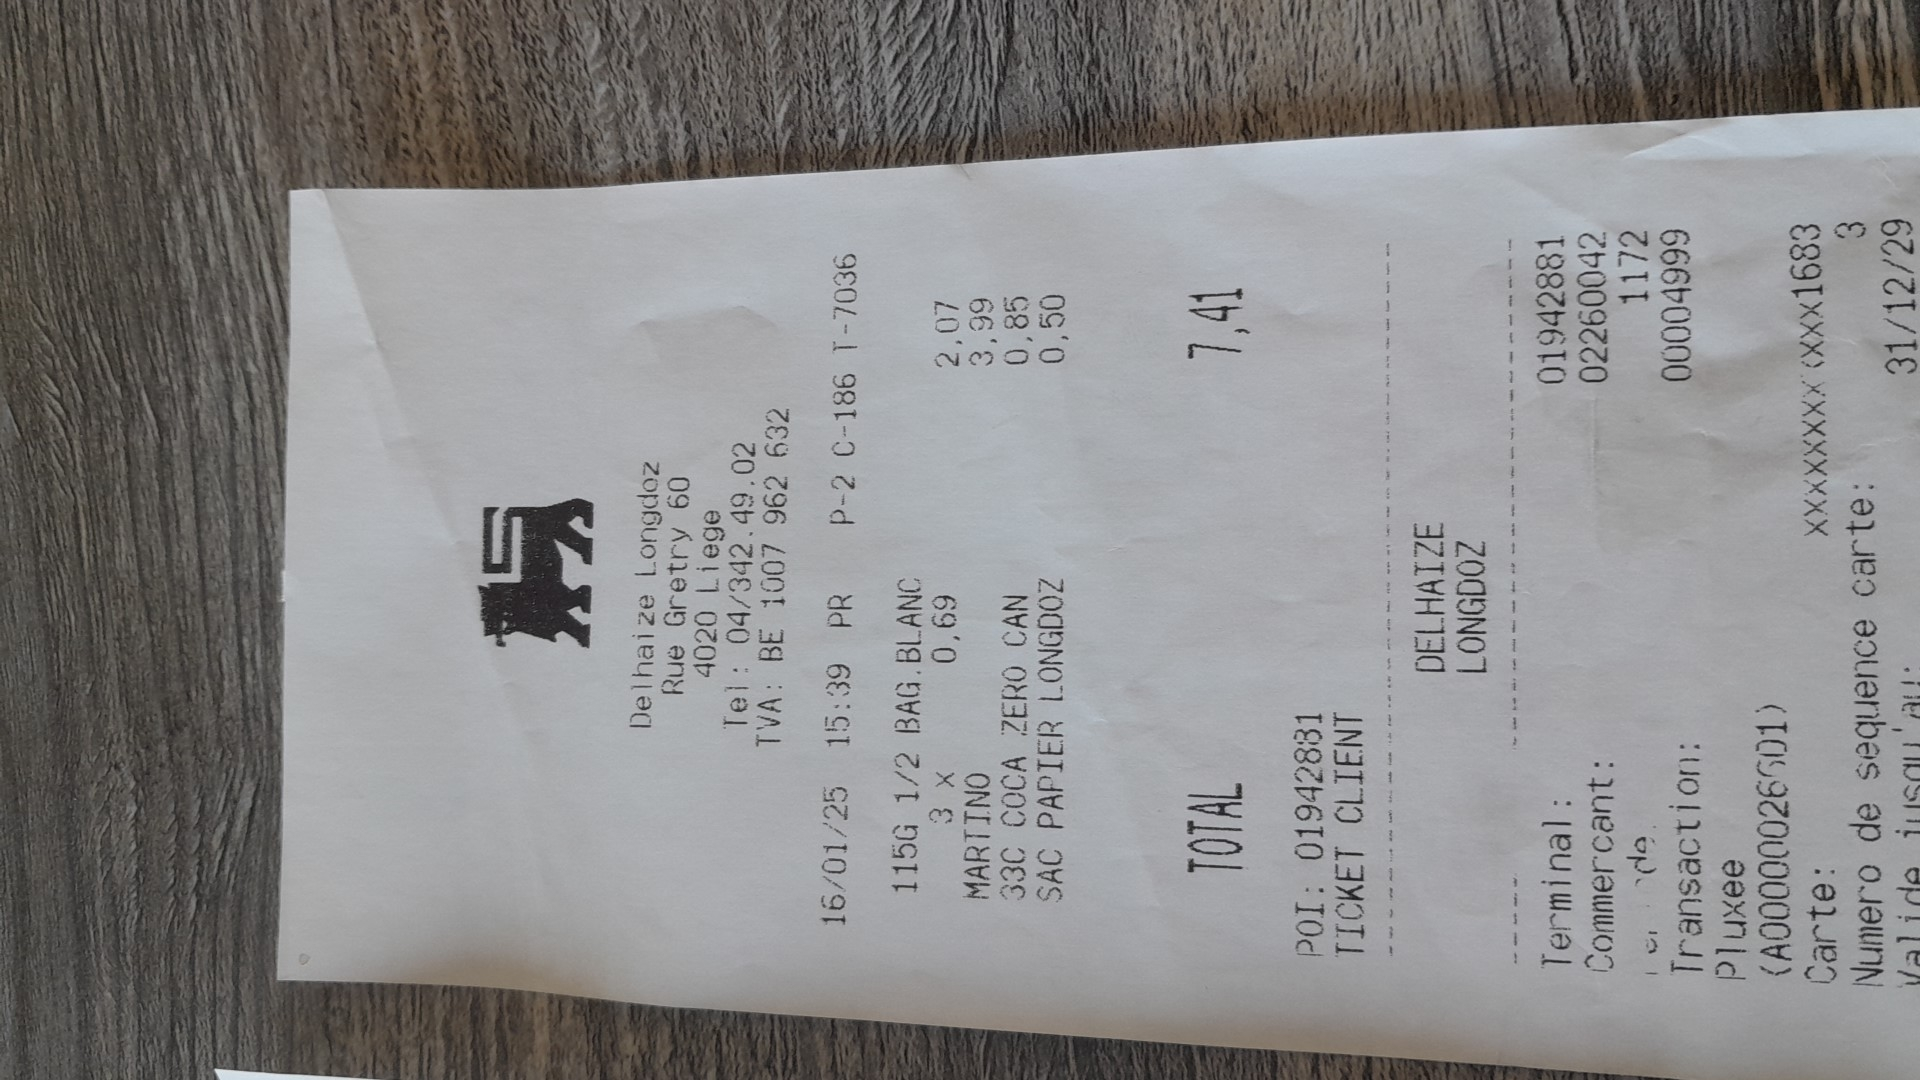 Delhaize Longdoz
Rue Gretry 60
4020 Liege
Tel: 04/342.49.02
TVA: BE 1007 962 632
16/01/25 15:39 PR P-2 C-186 T-7036
115G 1/2 BAG.BLANC
3 x 0,69 2,07
MARTINO 3,99
33C COCA ZERO CAN 0,85
SAC PAPIER LONGDOZ 0,50
TOTAL 7,41
POI: 01942881
TICKET CLIENT
DELHAIZE
LONGDOZ
Terminal: 01942881
Commercant: 02260042
1172
Transaction: 00004999
Pluxee
(A0000026601)
Carte: xxxxxxxxxxxxx1683
Numero de sequence carte: 3
Valide jusqu'au: 31/12/29